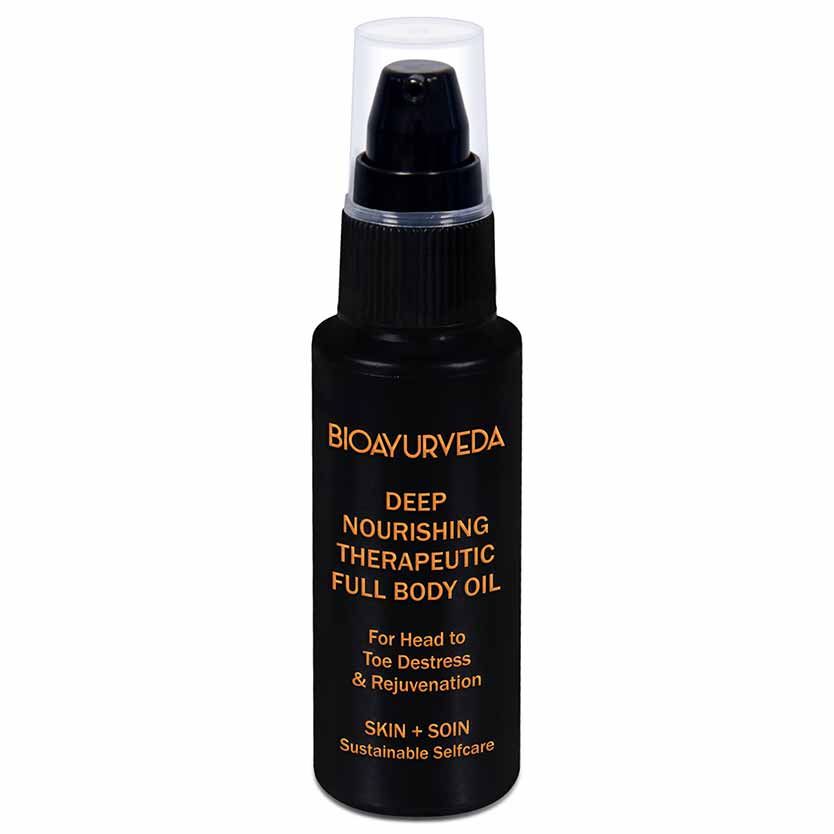 BIOAYURVEDA
DEEP
NOURISHING
THERAPEUTIC
FULL BODY OIL
For Head to
Toe Destress
& Rejuvenation
SKIN + SOIN
Sustainable Selfcare